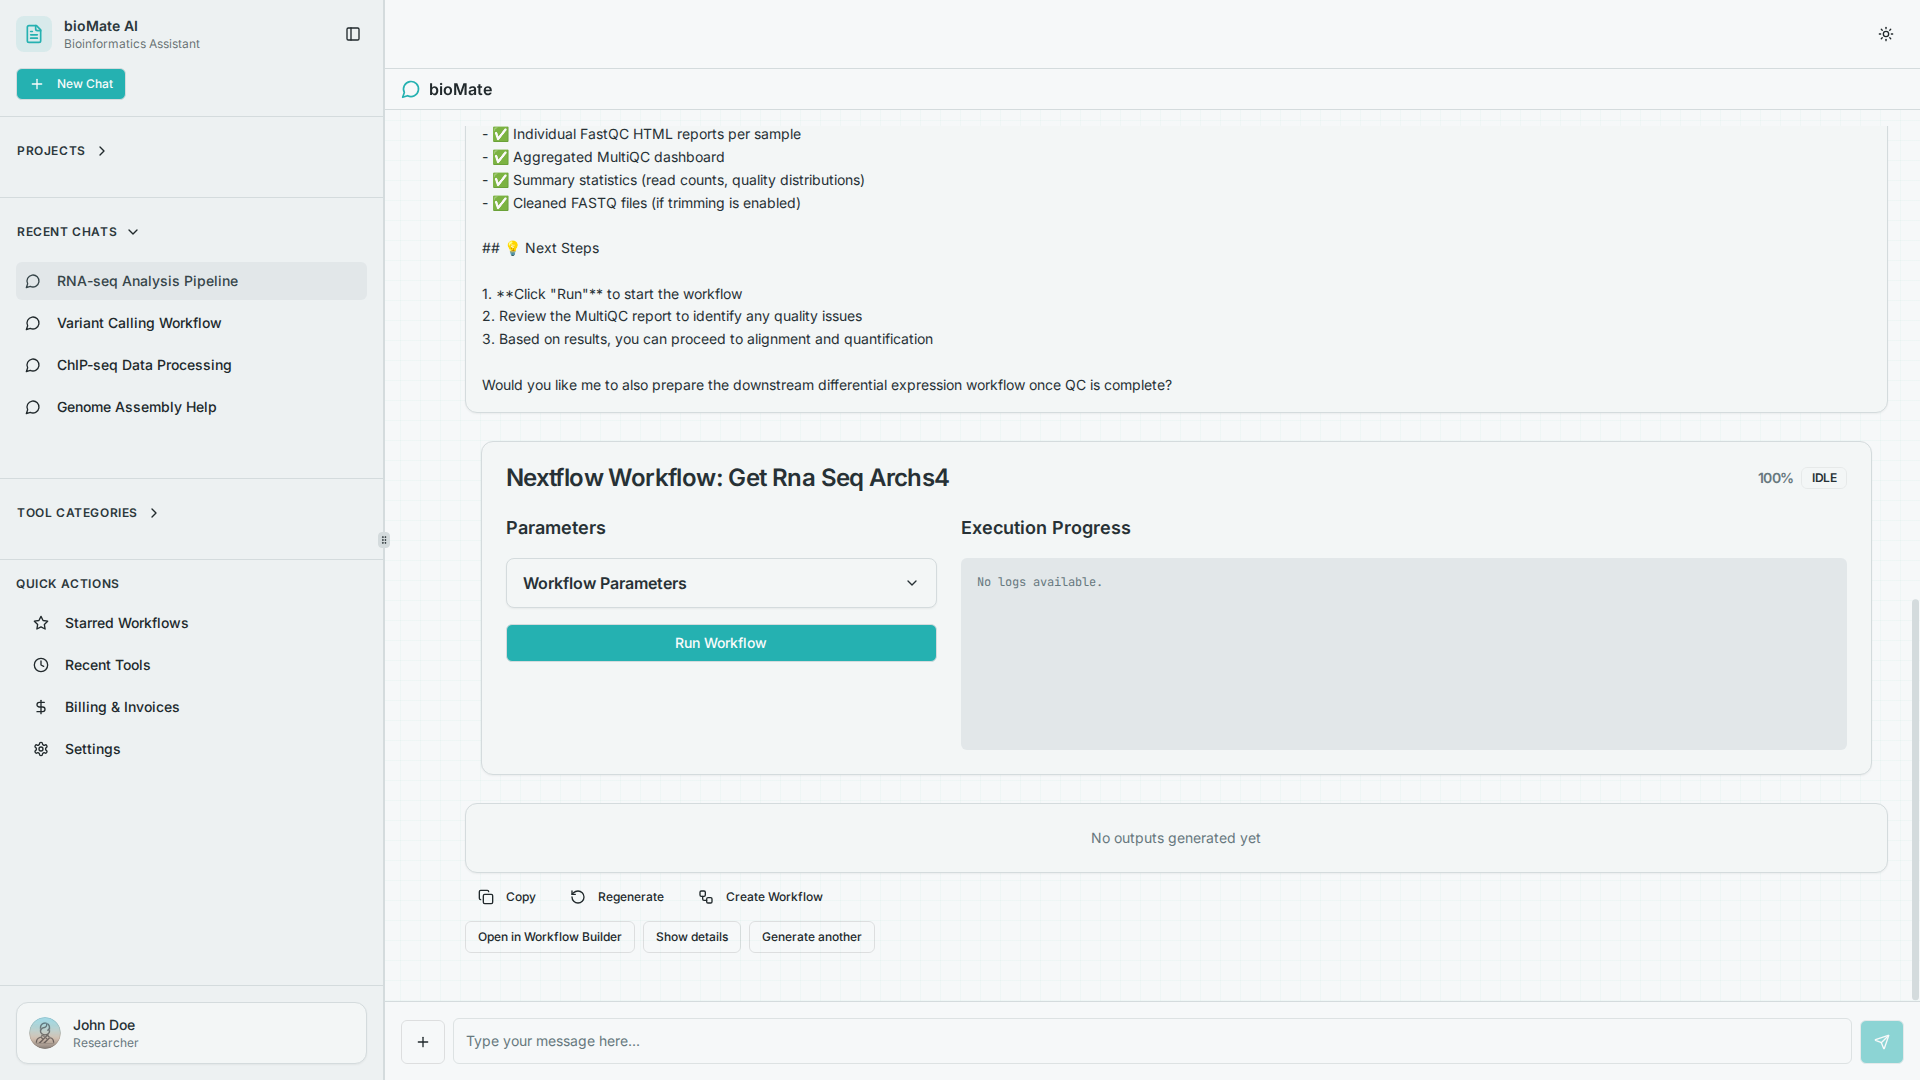 bioMate AI
Bioinformatics Assistant
New Chat
PROJECTS
RECENT CHATS
RNA-seq Analysis Pipeline
Variant Calling Workflow
ChIP-seq Data Processing
Genome Assembly Help
TOOL CATEGORIES
QUICK ACTIONS
Starred Workflows
Recent Tools
Billing & Invoices
Settings
John Doe
Researcher
bioMate
- ✅ Individual FastQC HTML reports per sample
- ✅ Aggregated MultiQC dashboard
- ✅ Summary statistics (read counts, quality distributions)
- ✅ Cleaned FASTQ files (if trimming is enabled)
## 💡 Next Steps
1. **Click "Run"** to start the workflow
2. Review the MultiQC report to identify any quality issues
3. Based on results, you can proceed to alignment and quantification
Would you like me to also prepare the downstream differential expression workflow once QC is complete?
Nextflow Workflow: Get Rna Seq Archs4
100% IDLE
Parameters
Workflow Parameters
Run Workflow
Execution Progress
No logs available.
No outputs generated yet
Copy Regenerate Create Workflow
Open in Workflow Builder Show details Generate another
Type your message here...